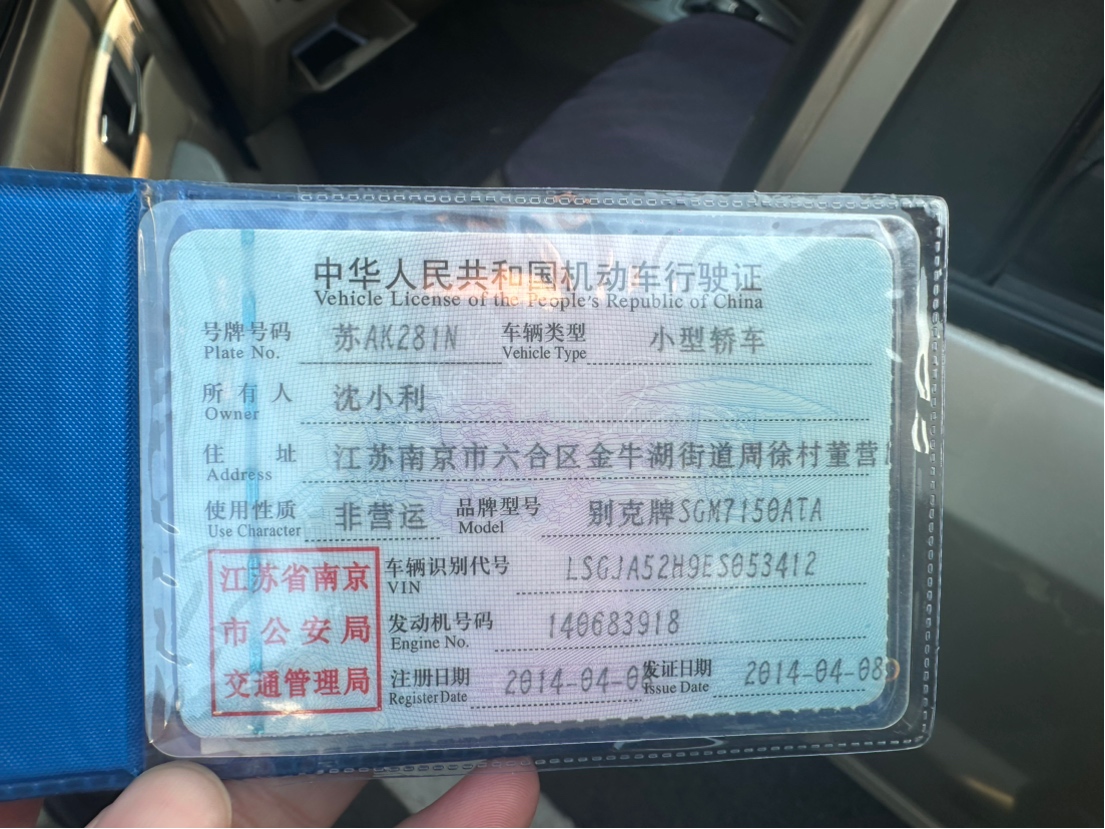 中华人民共和国机动车行驶证
Vehicle License of the People's Republic of China
号牌号码 苏AK281N 车辆类型 小型轿车
Plate No. Vehicle Type
所有人 沈小利
Owner
住址 江苏南京市六合区金牛湖街道周徐村董营
Address
使用性质 非营运 品牌型号 别克牌SGM7150ATA
Use Character Model
江苏省南京 车辆识别代号 LSGJA52H9ES053412
VIN
市公安局 发动机号码 140683918
Engine No.
交通管理局 注册日期 2014-04-08 发证日期 2014-04-08
Register Date Issue Date